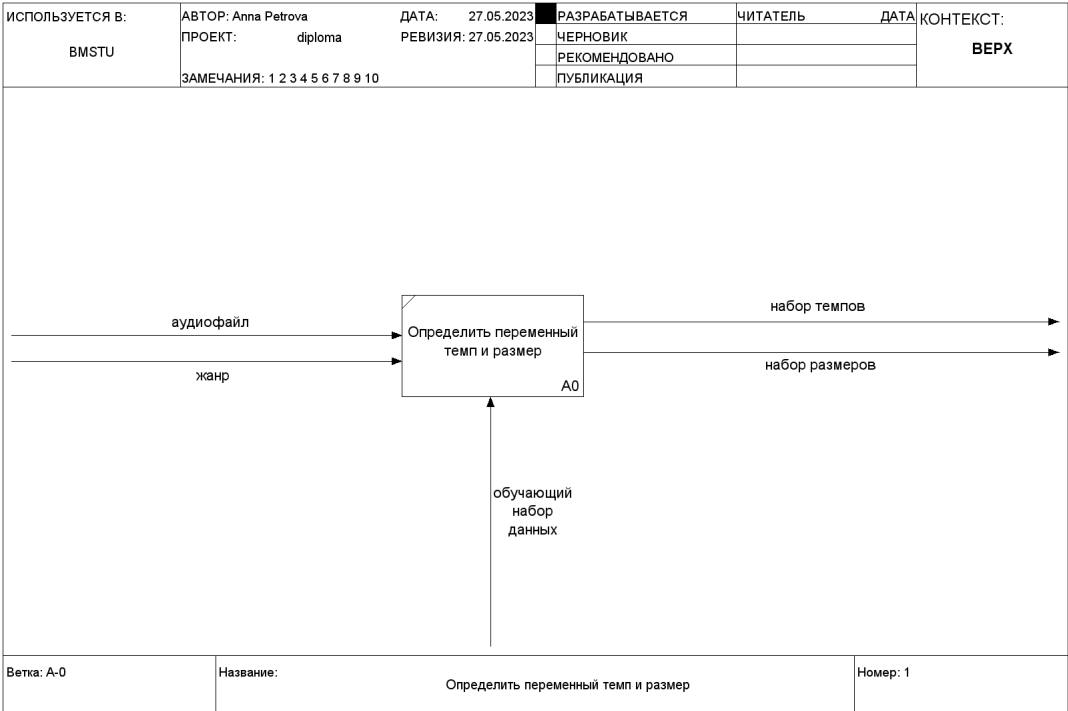 ИСПОЛЬЗУЕТСЯ В:
BMSTU
АВТОР: Anna Petrova
ДАТА: 27.05.2023
ПРОЕКТ: diploma
РЕВИЗИЯ: 27.05.2023
ЗАМЕЧАНИЯ: 1 2 3 4 5 6 7 8 9 10
РАЗРАБАТЫВАЕТСЯ
ЧЕРНОВИК
РЕКОМЕНДОВАНО
ПУБЛИКАЦИЯ
ЧИТАТЕЛЬ
ДАТА
КОНТЕКСТ:
ВЕРХ
аудиофайл
жанр
Определить переменный
темп и размер
A0
набор темпов
набор размеров
обучающий
набор
данных
Ветка: A-0
Название:
Определить переменный темп и размер
Номер: 1